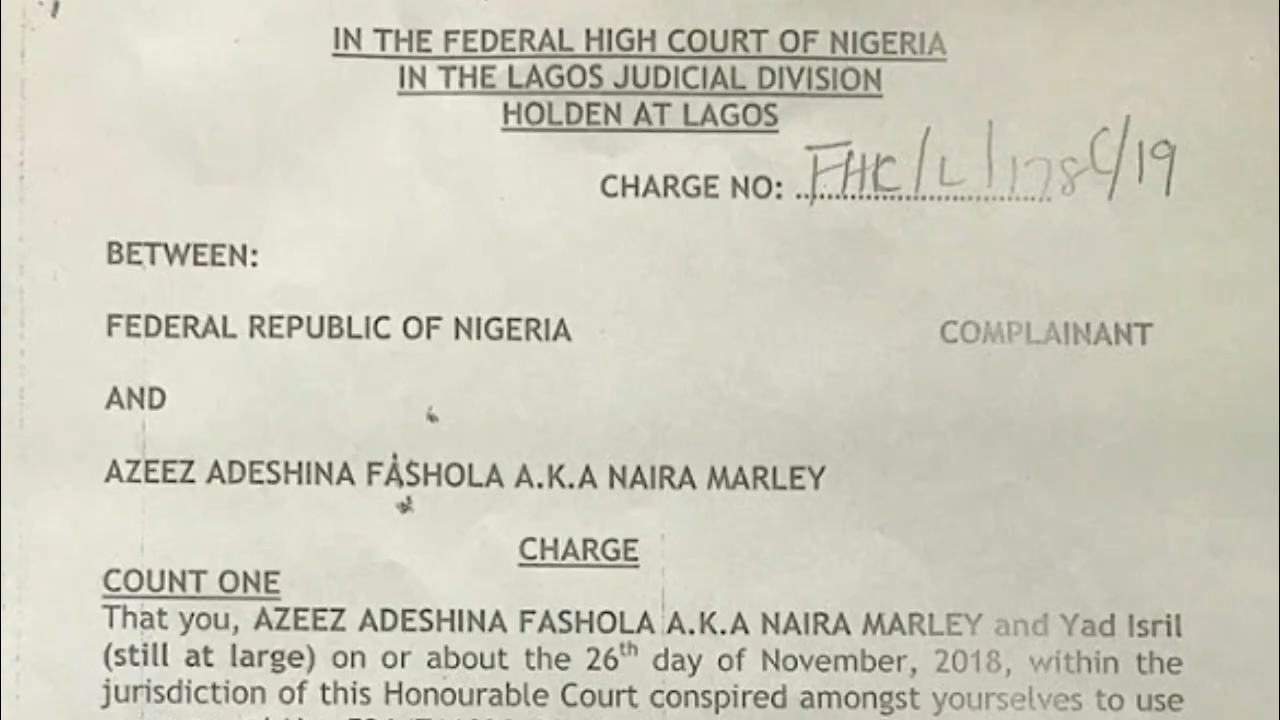 IN THE FEDERAL HIGH COURT OF NIGERIA
IN THE LAGOS JUDICIAL DIVISION
HOLDEN AT LAGOS
CHARGE NO: FHC/L/178C/19
BETWEEN:
FEDERAL REPUBLIC OF NIGERIA COMPLAINANT
AND
AZEEZ ADESHINA FASHOLA A.K.A NAIRA MARLEY
CHARGE
COUNT ONE
That you, AZEEZ ADESHINA FASHOLA A.K.A NAIRA MARLEY and Yad Isril
(still at large) on or about the 26th day of November, 2018, within the
jurisdiction of this Honourable Court conspired amongst yourselves to use